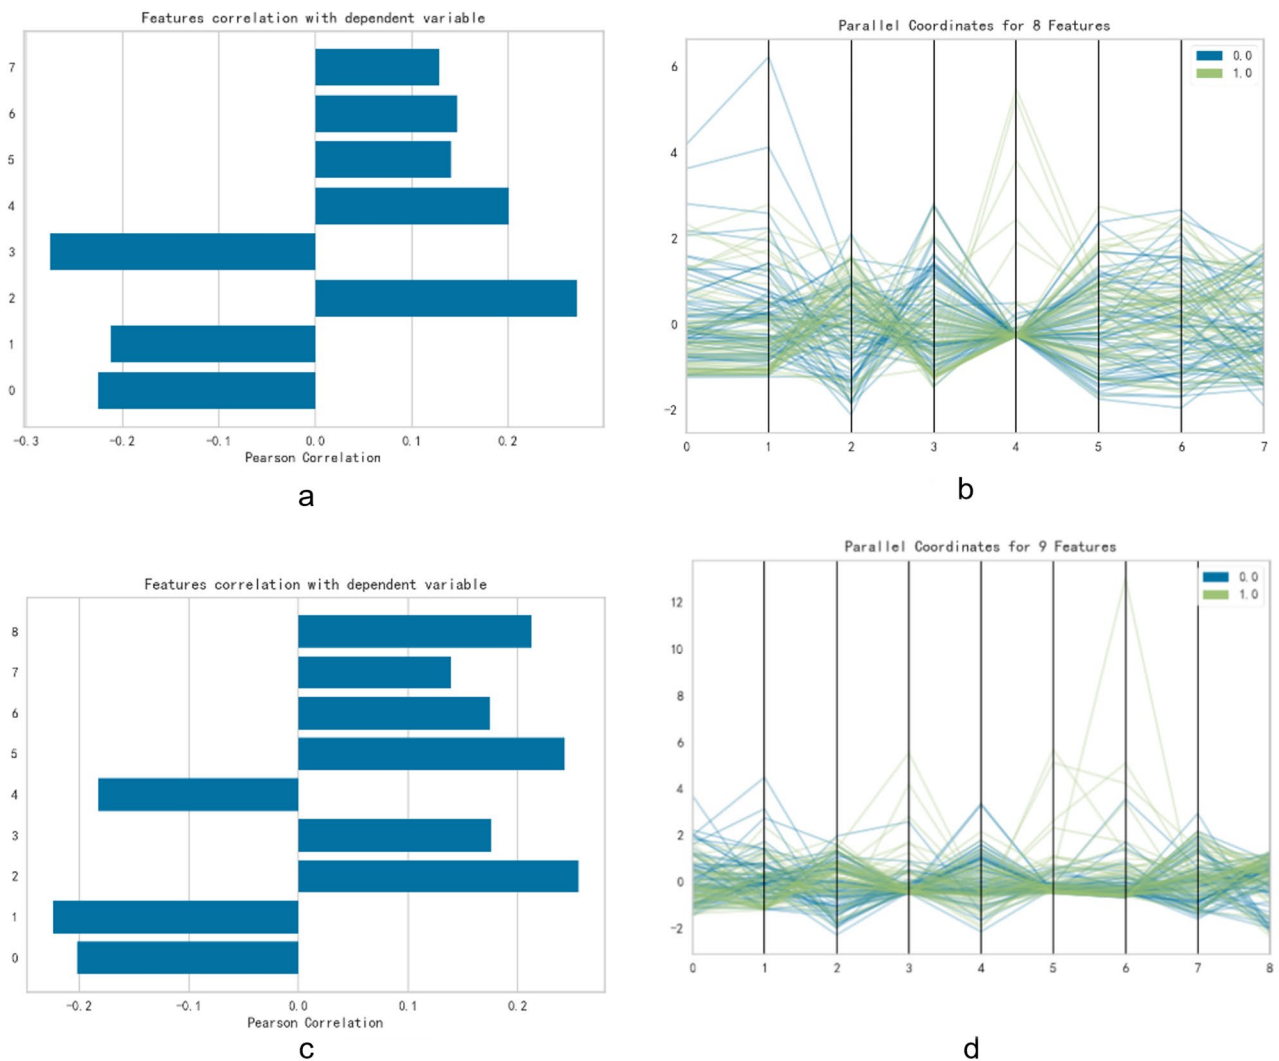 Features correlation with dependent variable
7
6
5
4
3
2
1
0
-0.3 -0.2 -0.1 0.0 0.1 0.2
Pearson Correlation
a
Parallel Coordinates for 8 Features
0.0
1.0
6
4
2
0
-2
0 1 2 3 4 5 6 7
b
Features correlation with dependent variable
8
7
6
5
4
3
2
1
0
-0.2 -0.1 0.0 0.1 0.2
Pearson Correlation
c
Parallel Coordinates for 9 Features
0.0
1.0
12
10
8
6
4
2
0
-2
0 1 2 3 4 5 6 7 8
d